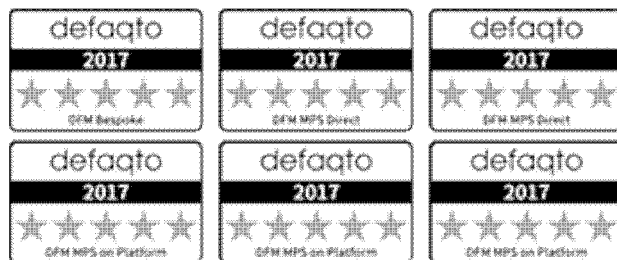 defaqto defaqto defaqto
2017 2017 2017
DFM Bespoke DFM MPS Direct DFM MPS Direct
defaqto defaqto defaqto
2017 2017 2017
DFM MPS on Platform DFM MPS on Platform DFM MPS on Platform